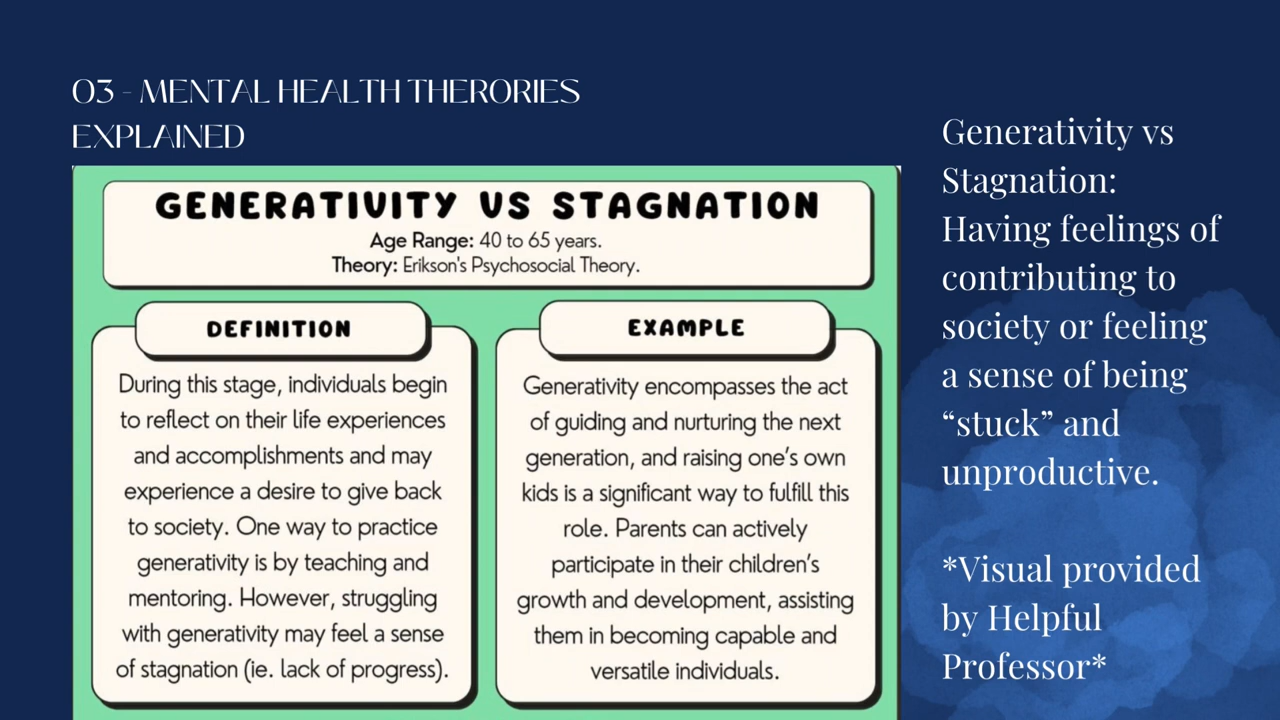 03 - MENTAL HEALTH THERORIES
EXPLAINED
GENERATIVITY VS STAGNATION
Age Range: 40 to 65 years.
Theory: Erikson's Psychosocial Theory.
DEFINITION
During this stage, individuals begin
to reflect on their life experiences
and accomplishments and may
experience a desire to give back
to society. One way to practice
generativity is by teaching and
mentoring. However, struggling
with generativity may feel a sense
of stagnation (ie. lack of progress).
EXAMPLE
Generativity encompasses the act
of guiding and nurturing the next
generation, and raising one's own
kids is a significant way to fulfill this
role. Parents can actively
participate in their children's
growth and development, assisting
them in becoming capable and
versatile individuals.
Generativity vs
Stagnation:
Having feelings of
contributing to
society or feeling
a sense of being
“stuck” and
unproductive.
*Visual provided
by Helpful
Professor*